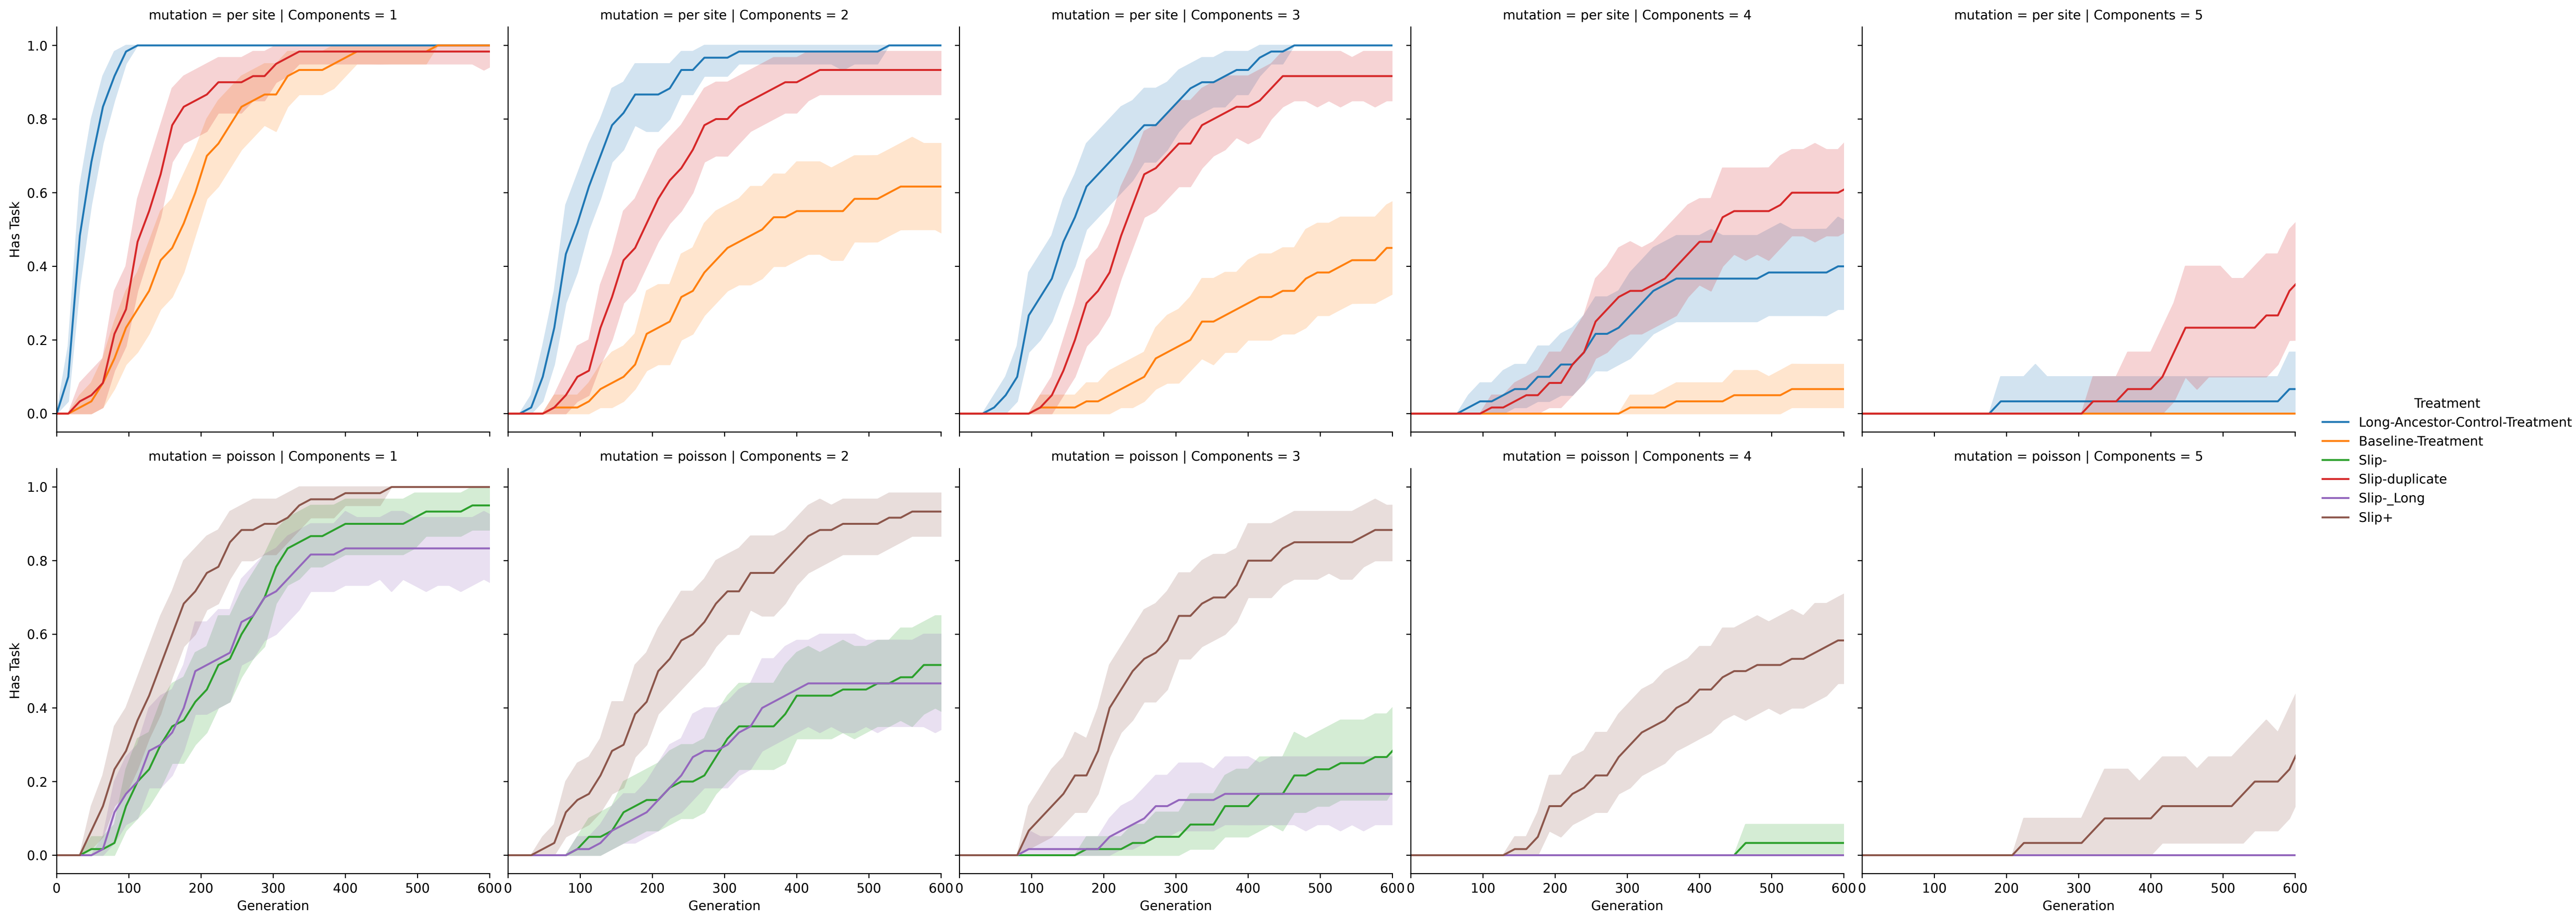 mutation = per site | Components = 1
mutation = per site | Components = 2
mutation = per site | Components = 3
mutation = per site | Components = 4
mutation = per site | Components = 5
1.0
0.8
0.6
0.4
0.2
0.0
Has Task
Treatment
Long-Ancestor-Control-Treatment
Baseline-Treatment
Slip-
Slip-duplicate
Slip-_Long
Slip+
mutation = poisson | Components = 1
mutation = poisson | Components = 2
mutation = poisson | Components = 3
mutation = poisson | Components = 4
mutation = poisson | Components = 5
1.0
0.8
0.6
0.4
0.2
0.0
Has Task
0 100 200 300 400 500 600
0 100 200 300 400 500 600
0 100 200 300 400 500 600
0 100 200 300 400 500 600
0 100 200 300 400 500 600
Generation
Generation
Generation
Generation
Generation